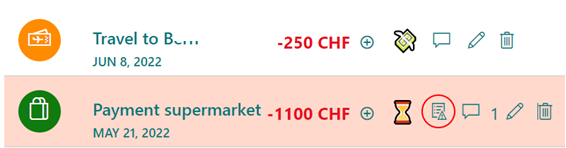 Travel to
-250 CHF
JUN 8, 2022
Payment supermarket
-1100 CHF
1
MAY 21, 2022